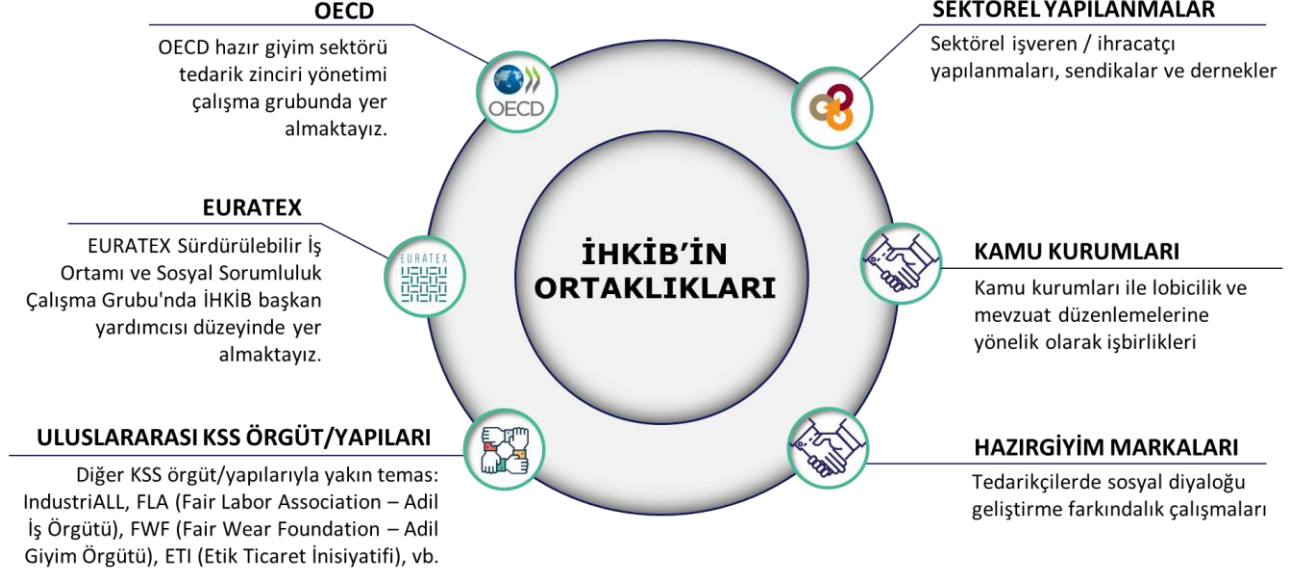 OECD
OECD hazır giyim sektörü
tedarik zinciri yönetimi
çalışma grubunda yer
almaktayız.
OECD
EURATEX
EURATEX Sürdürülebilir İş
Ortamı ve Sosyal Sorumluluk
Çalışma Grubu'nda İHKİB başkan
yardımcısı düzeyinde yer
almaktayız.
EURATEX
ULUSLARARASI KSS ÖRGÜT/YAPILARI
Diğer KSS örgüt/yapılarıyla yakın temas:
IndustriALL, FLA (Fair Labor Association – Adil
İş Örgütü), FWF (Fair Wear Foundation – Adil
Giyim Örgütü), ETI (Etik Ticaret İnisiyatifi), vb.
İHKİB’İN
ORTAKLIKLARI
SEKTÖREL YAPILANMALAR
Sektörel işveren / ihracatçı
yapılanmaları, sendikalar ve dernekler
KAMU KURUMLARI
Kamu kurumları ile lobicilik ve
mevzuat düzenlemelerine
yönelik olarak işbirlikleri
HAZIRGİYİM MARKALARI
Tedarikçilerde sosyal diyaloğu
geliştirme farkındalık çalışmaları